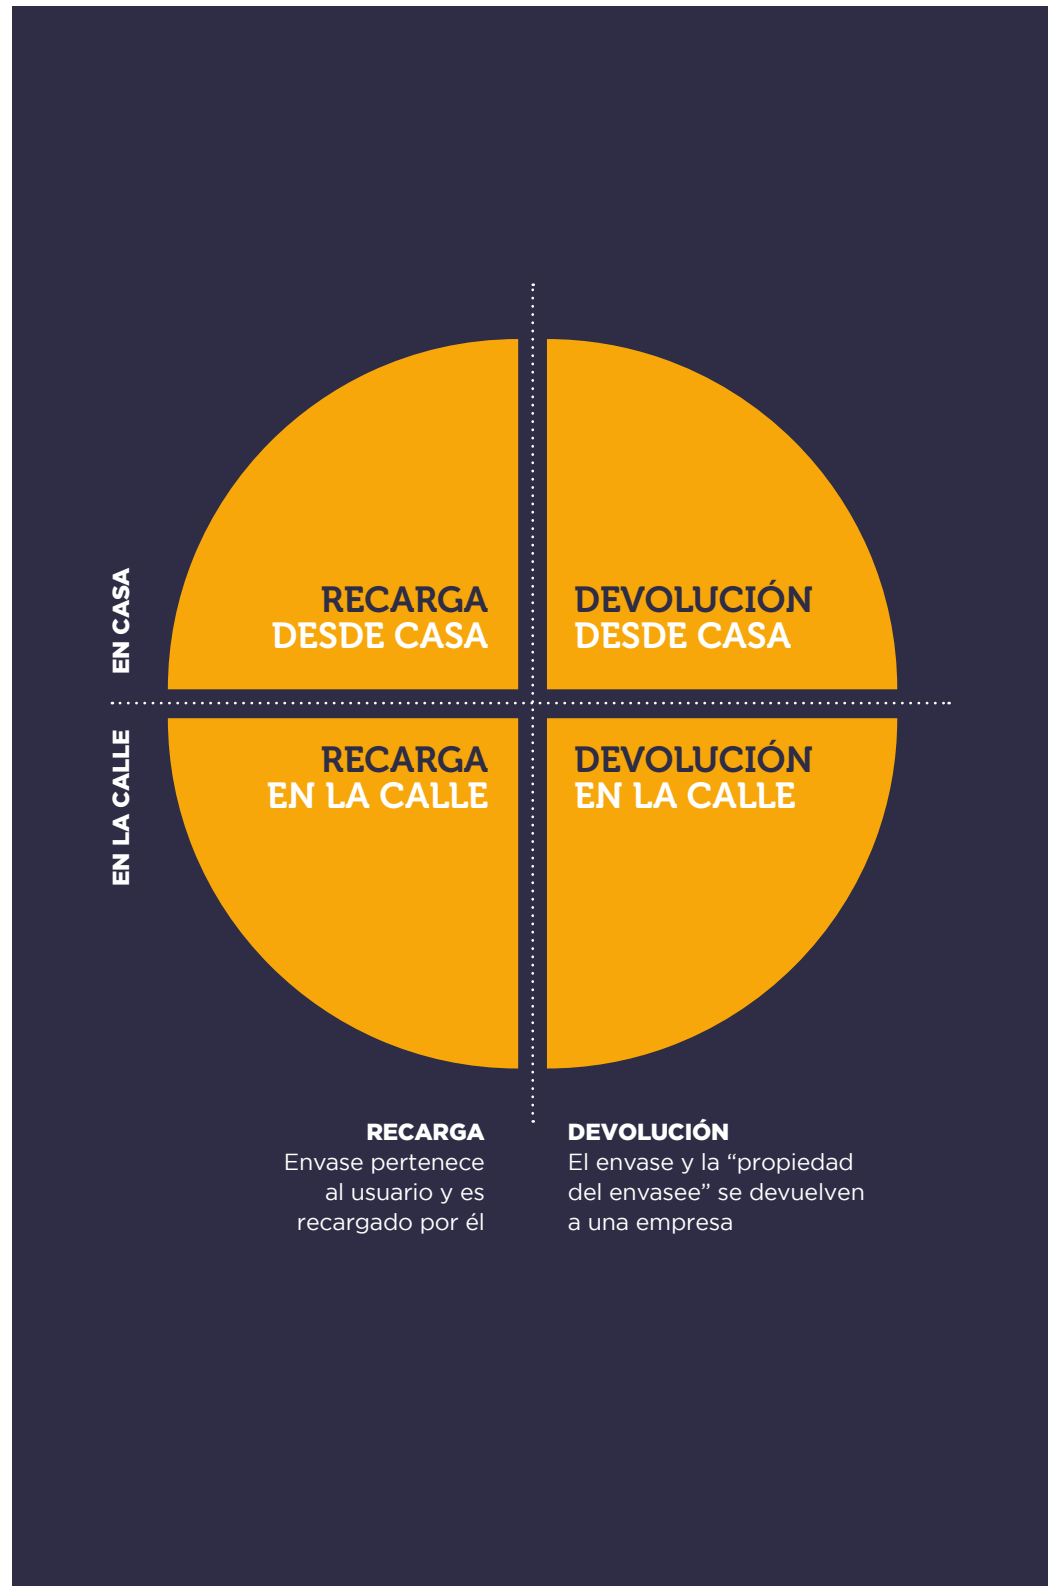 EN CASA
RECARGA
DESDE CASA
DEVOLUCIÓN
DESDE CASA
EN LA CALLE
RECARGA
EN LA CALLE
DEVOLUCIÓN
EN LA CALLE
RECARGA
Envase pertenece
al usuario y es
recargado por él
DEVOLUCIÓN
El envase y la “propiedad
del envasee” se devuelven
a una empresa